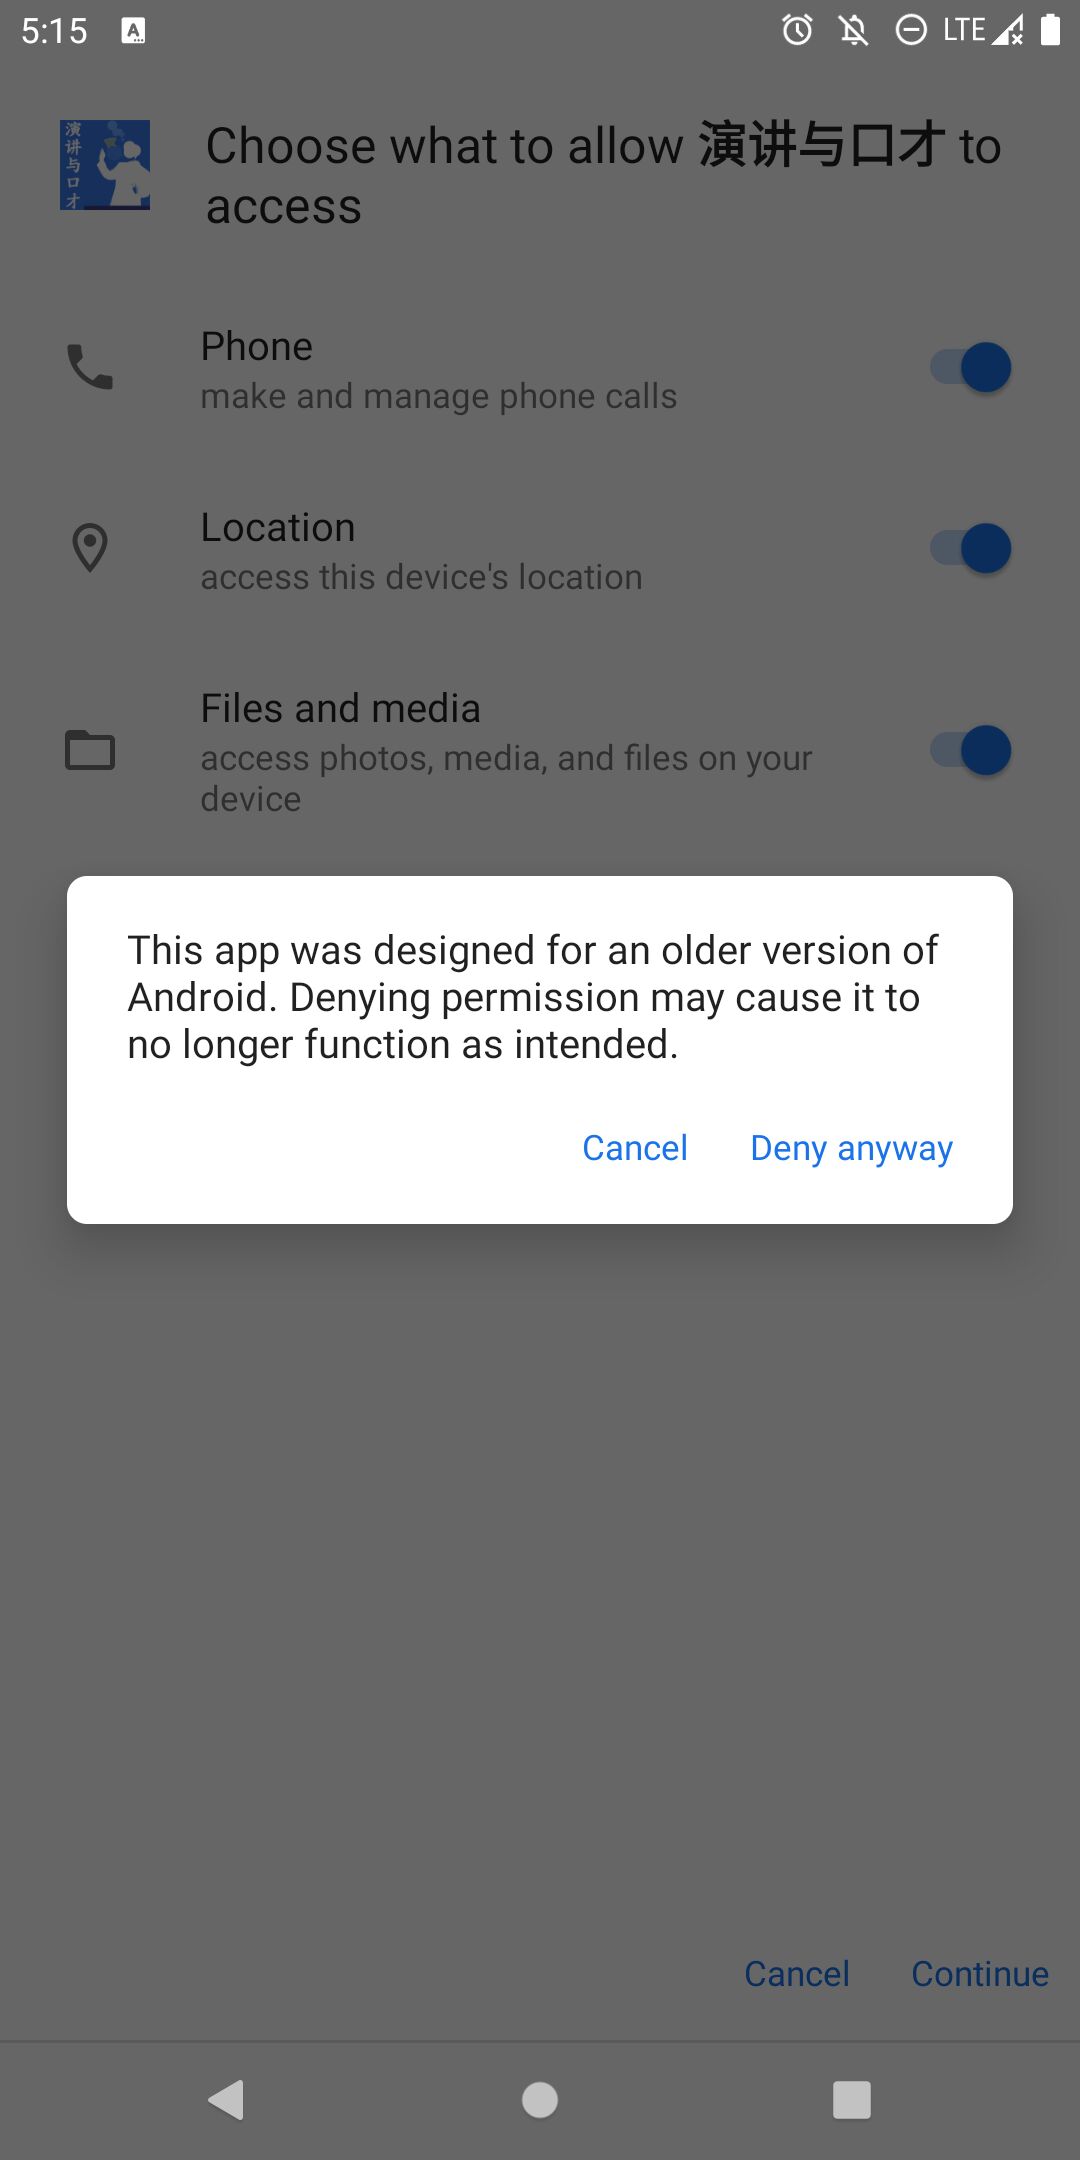 5:15
LTE
演讲与口才
Choose what to allow 演讲与口才 to
access
Phone
make and manage phone calls
Location
access this device's location
Files and media
access photos, media, and files on your
device
This app was designed for an older version of
Android. Denying permission may cause it to
no longer function as intended.
Cancel Deny anyway
Cancel Continue